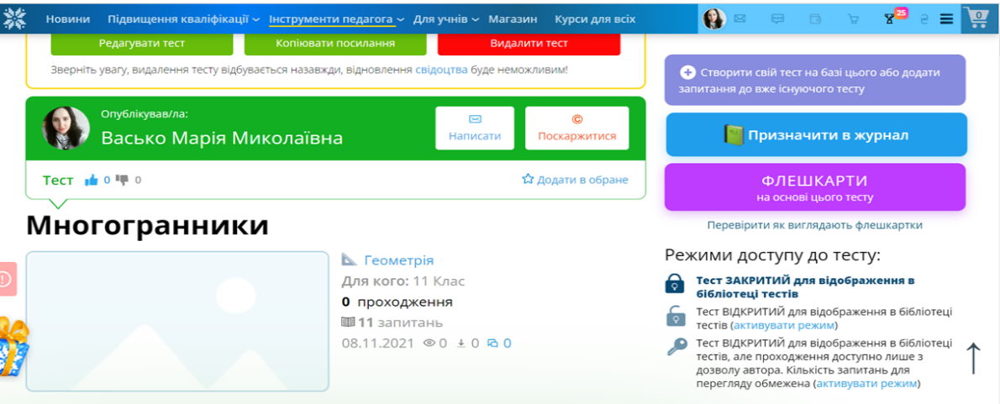 Новини Підвищення кваліфікації Інструменти педагога Для учнів Магазин Курси для всіх 25 0
Редагувати тест Копіювати посилання Видалити тест
Зверніть увагу, видалення тесту відбувається назавжди, відновлення свідоцтва буде неможливим!
Опублікував/ла:
Васько Марія Миколаївна
Написати
Поскаржитися
Тест 0 0 Додати в обране
Многогранники
Геометрія
Для кого: 11 Клас
0 проходження
11 запитань
08.11.2021 0 0 0
Створити свій тест на базі цього або додати
запитання до вже існуючого тесту
Призначити в журнал
ФЛЕШКАРТИ
на основі цього тесту
Перевірити як виглядають флешкартки
Режими доступу до тесту:
Тест ЗАКРИТИЙ для відображення в
бібліотеці тестів
Тест ВІДКРИТИЙ для відображення в бібліотеці
тестів (активувати режим)
Тест ВІДКРИТИЙ для відображення в бібліотеці
тестів, але проходження доступно лише з
дозволу автора. Кількість запитань для
перегляду обмежена (активувати режим)